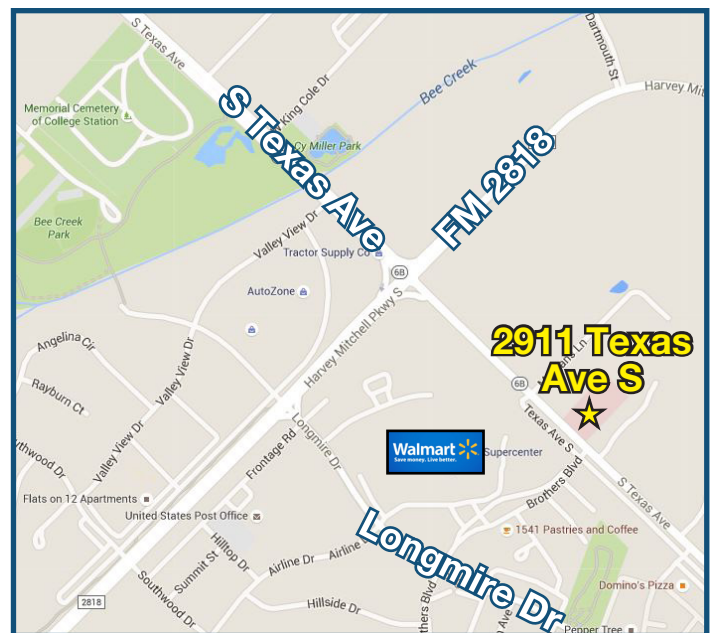 S Texas Ave
Dartmouth St
Bee Creek
Memorial Cemetery
of College Station
King Cole Dr
S Texas Ave
Cy Miller Park
FM 2818
Bee Creek
Park
Valley View Dr
Tractor Supply Co
6B
AutoZone
Harvey Mitchell Pkwy S
2911 Texas
Ave S
Angelina Cir
Valley View Dr
6B
Rayburn Ct
Texas Ave S
Longmire Dr
Frontage Rd
Walmart
Save money. Live better.
Supercenter
Valley View Dr
Brothers Blvd
S Texas Ave
Flats on 12 Apartments
United States Post Office
1541 Pastries and Coffee
Longmire Dr
Hilltop Dr
Airline Dr
Airline
Summit St
Southwood Dr
Domino's Pizza
2818
Hillside Dr
Pepper Tree